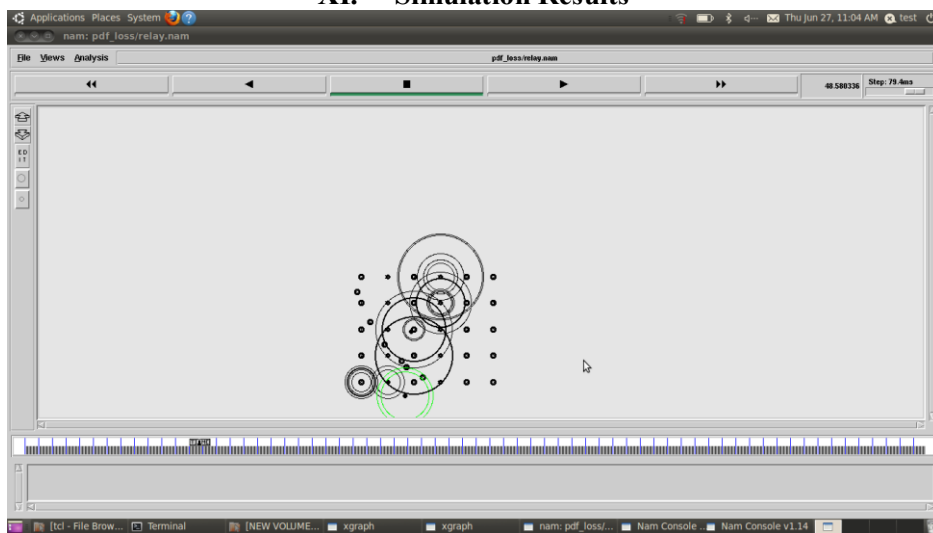 XI. Simulation Results
Applications Places System
Thu Jun 27, 11:04 AM test
nam: pdf_loss/relay.nam
File Views Analysis pdf_loss/relay.nam
48.580336 Step: 79.4ms
ED
IT
[tcl - File Brow... Terminal [NEW VOLUME... xgraph xgraph nam: pdf_loss/... Nam Console ... Nam Console v1.14